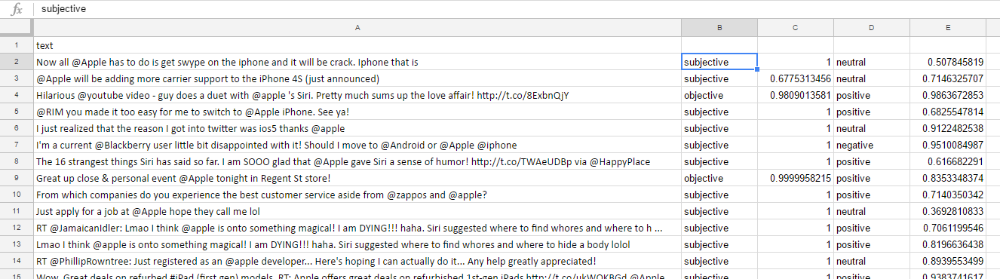 fx subjective
A B C D E
1 text
2 Now all @Apple has to do is get swype on the iphone and it will be crack. Iphone that is subjective 1 neutral 0.507845819
3 @Apple will be adding more carrier support to the iPhone 4S (just announced) subjective 0.6775313456 neutral 0.7146325707
4 Hilarious @youtube video - guy does a duet with @apple 's Siri. Pretty much sums up the love affair! http://t.co/8ExbnQjY objective 0.9809013581 positive 0.9863672853
5 @RIM you made it too easy for me to switch to @Apple iPhone. See ya! subjective 1 positive 0.6825547814
6 I just realized that the reason I got into twitter was ios5 thanks @apple subjective 1 neutral 0.9122482538
7 I'm a current @Blackberry user little bit disappointed with it! Should I move to @Android or @Apple @iphone subjective 1 negative 0.9510084987
8 The 16 strangest things Siri has said so far. I am SOOO glad that @Apple gave Siri a sense of humor! http://t.co/TWAeUDBp via @HappyPlace subjective 1 positive 0.616682291
9 Great up close & personal event @Apple tonight in Regent St store! objective 0.9999958215 positive 0.8353348374
10 From which companies do you experience the best customer service aside from @zappos and @apple? subjective 1 positive 0.7140350342
11 Just apply for a job at @Apple hope they call me lol subjective 1 neutral 0.3692810833
12 RT @JamaicanIdler: Lmao I think @apple is onto something magical! I am DYING!!! haha. Siri suggested where to find whores and where to h ... subjective 1 positive 0.7061199546
13 Lmao I think @apple is onto something magical! I am DYING!!! haha. Siri suggested where to find whores and where to hide a body lolol subjective 1 positive 0.8196636438
14 RT @PhillipRowntree: Just registered as an @apple developer... Here's hoping I can actually do it... Any help greatly appreciated! subjective 1 neutral 0.8939553499
15 Wow. Great deals on refurbed #iPad (first gen) models. RT: Apple offers great deals on refurbished 1st-gen iPads http://t.co/ukWOKBGd @Apple subjective 1 positive 0.9383741617